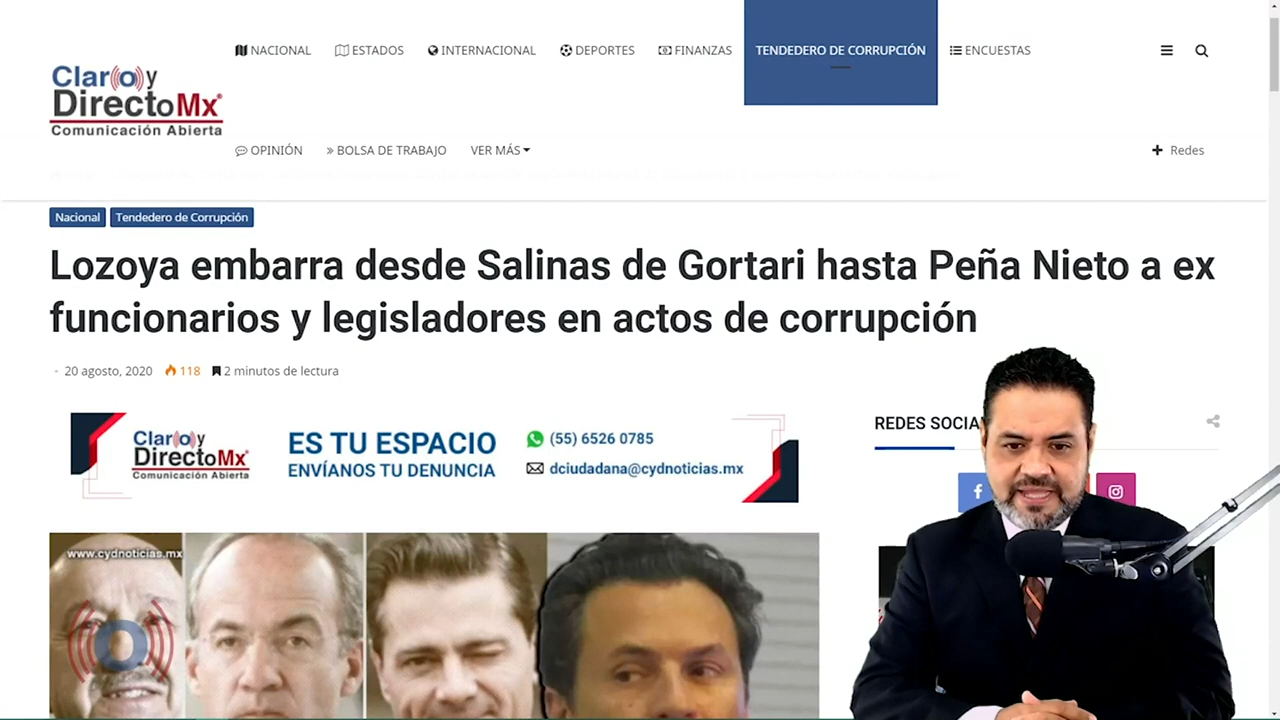 NACIONAL
ESTADOS
INTERNACIONAL
DEPORTES
FINANZAS
TENDEDERO DE CORRUPCIÓN
ENCUESTAS
Claro y
DirectoMx
Comunicación Abierta
OPINIÓN
» BOLSA DE TRABAJO
VER MÁS
+ Redes
Nacional
Tendedero de Corrupción
Lozoya embarra desde Salinas de Gortari hasta Peña Nieto a ex
funcionarios y legisladores en actos de corrupción
20 agosto, 2020
118
2 minutos de lectura
Claro y
DirectoMx
Comunicación Abierta
ES TU ESPACIO
ENVÍANOS TU DENUNCIA
(55) 6526 0785
dciudadana@cydnoticias.mx
REDES SOCIA
www.cydnoticias.mx